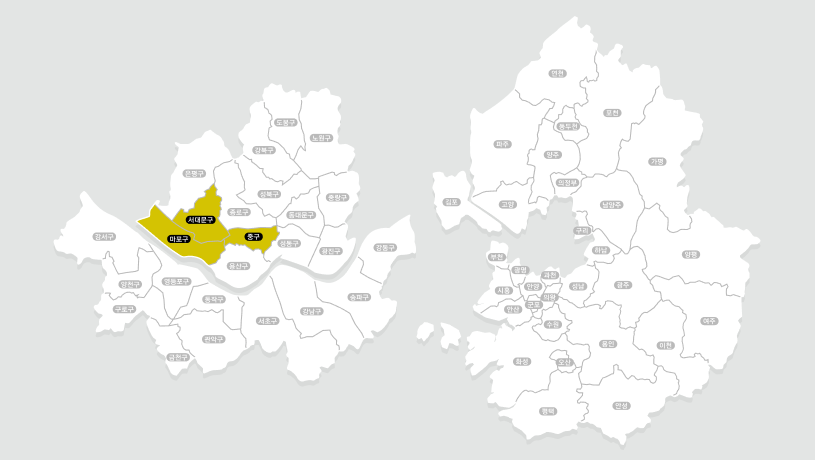 도봉구
노원구
강북구
은평구
성북구
중랑구
종로구
동대문구
서대문구
마포구
중구
성동구
광진구
강동구
강서구
용산구
양천구
영등포구
구로구
동작구
송파구
서초구
강남구
관악구
금천구
연천
포천
동두천
파주
양주
가평
의정부
김포
고양
남양주
구리
하남
양평
부천
광명
과천
시흥
안양
의왕
성남
광주
군포
안산
수원
여주
이천
용인
화성
오산
평택
안성